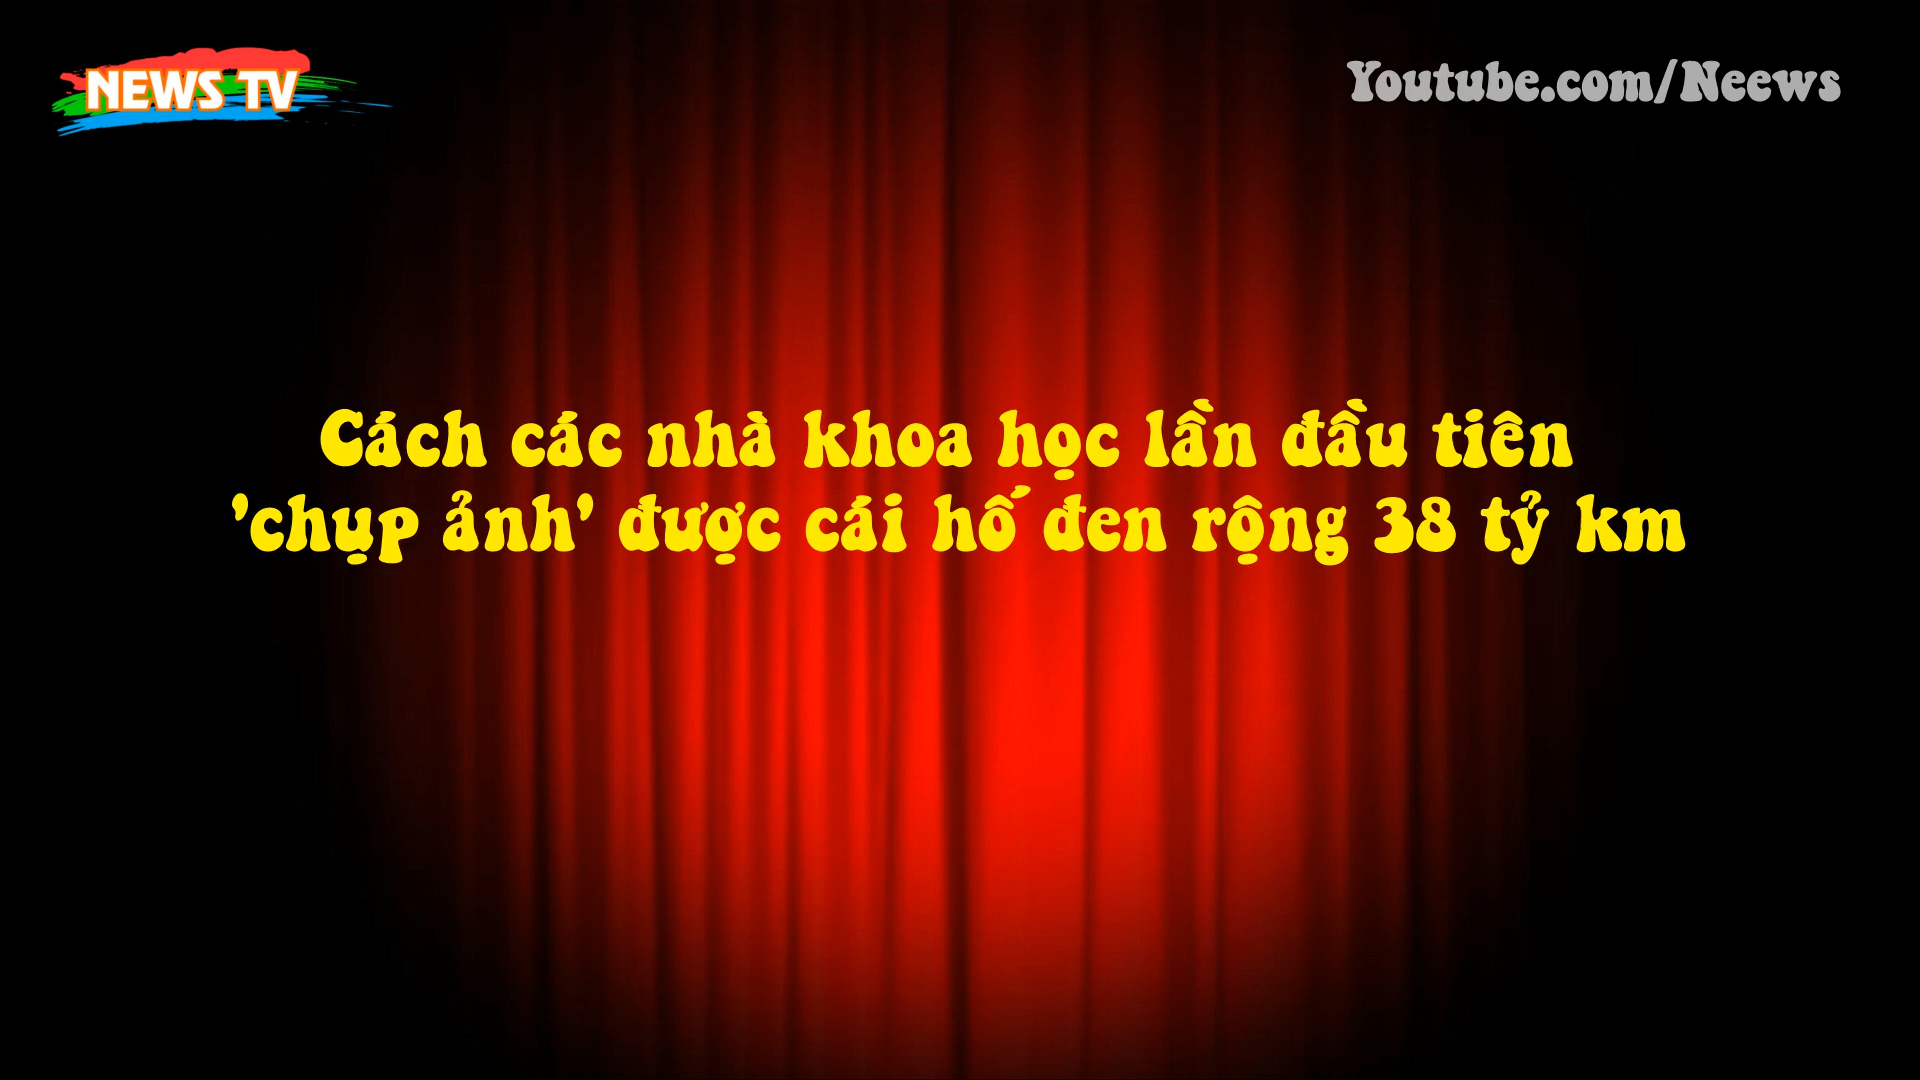 NEWS TV
Youtube.com/Neews
Cách các nhà khoa học lần đầu tiên
'chụp ảnh' được cái hố đen rộng 38 tỷ km